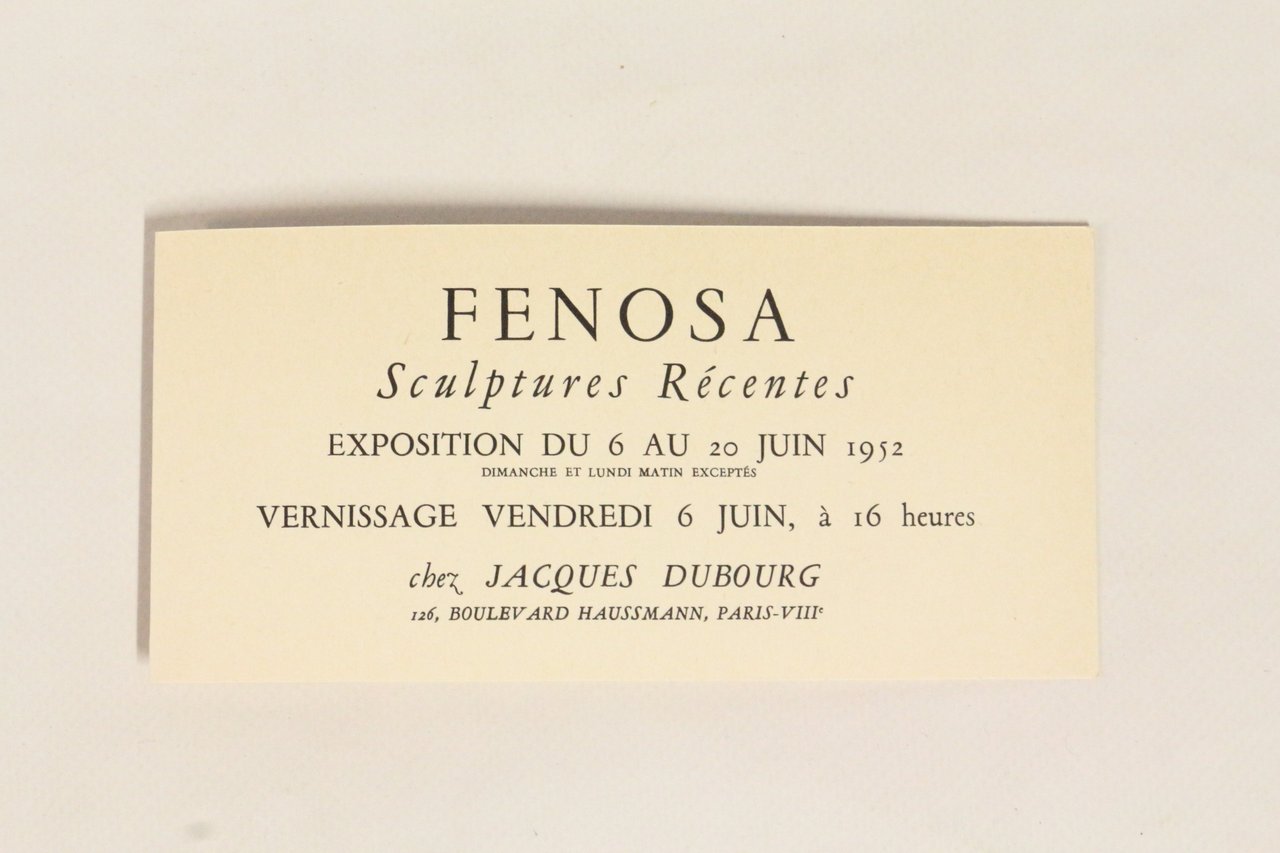 FENOSA
Sculptures Récentes
EXPOSITION DU 6 AU 20 JUIN 1952
DIMANCHE ET LUNDI MATIN EXCEPTÉS
VERNISSAGE VENDREDI 6 JUIN, à 16 heures
chez JACQUES DUBOURG
126, BOULEVARD HAUSSMANN, PARIS-VIIIᵉ